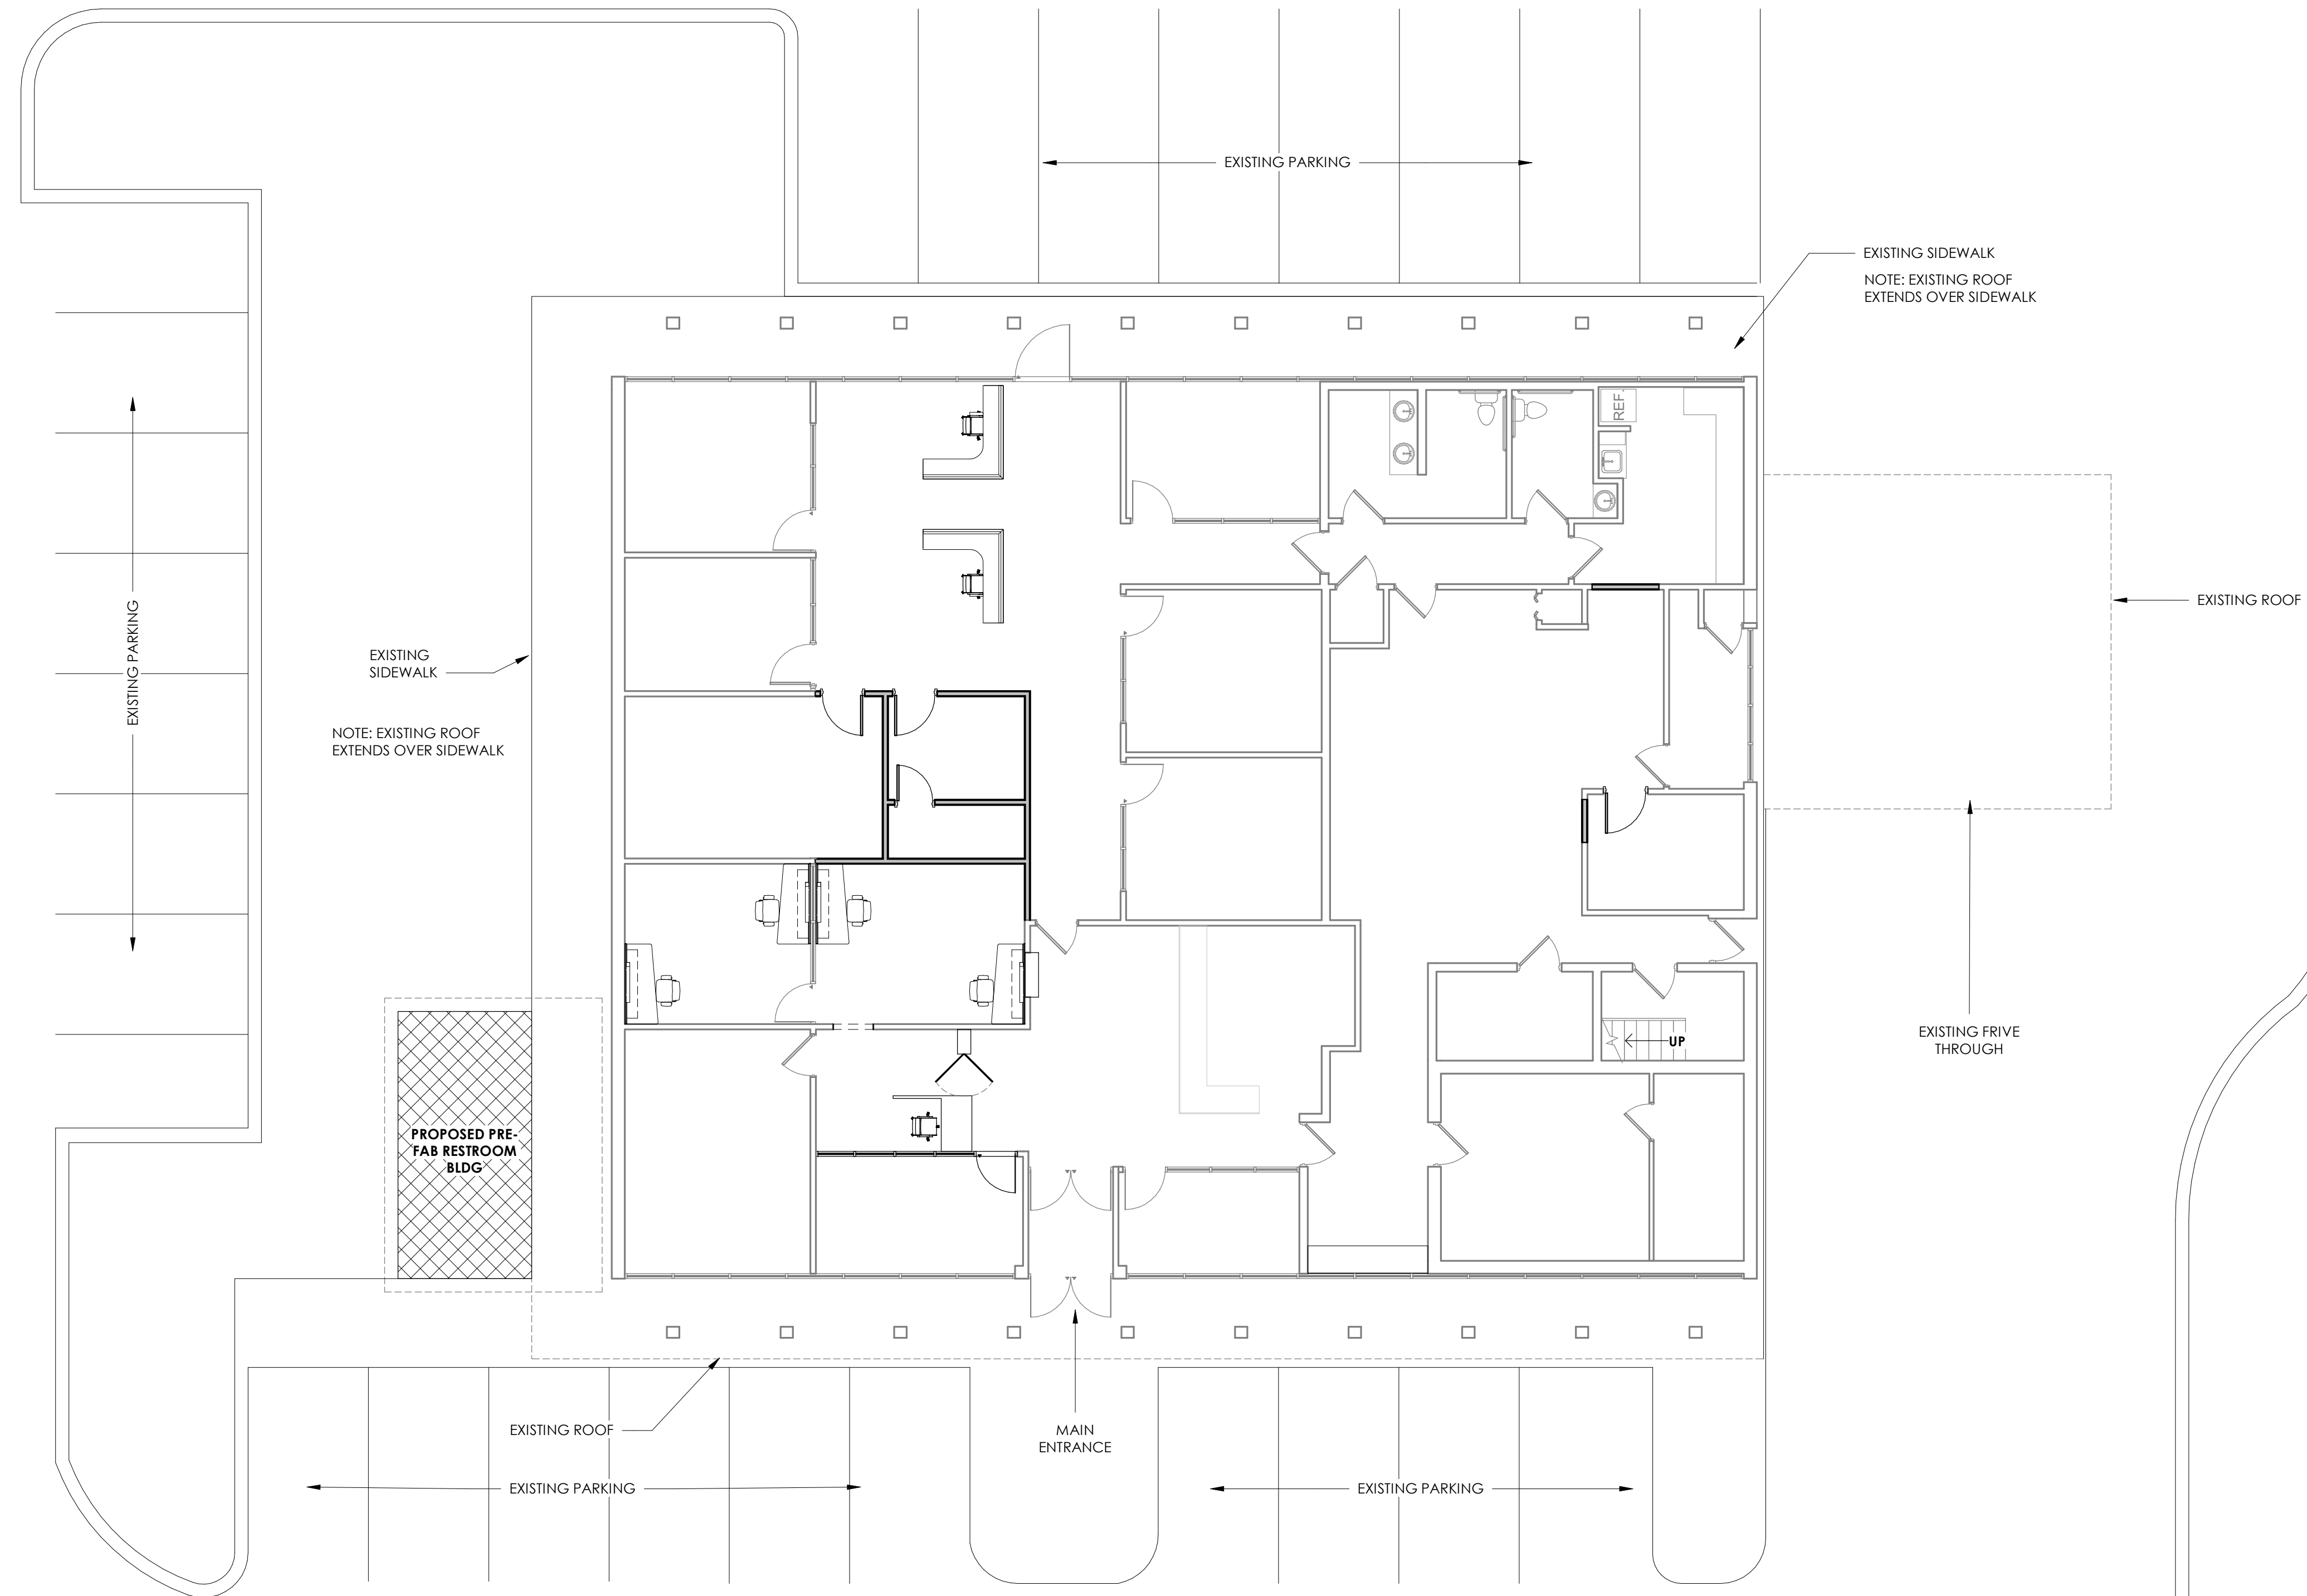 EXISTING PARKING
EXISTING SIDEWALK
NOTE: EXISTING ROOF
EXTENDS OVER SIDEWALK
REF.
EXISTING ROOF
EXISTING PARKING
EXISTING
SIDEWALK
NOTE: EXISTING ROOF
EXTENDS OVER SIDEWALK
UP
EXISTING FRIVE
THROUGH
PROPOSED PRE-
FAB RESTROOM
BLDG
EXISTING ROOF
MAIN
ENTRANCE
EXISTING PARKING
EXISTING PARKING